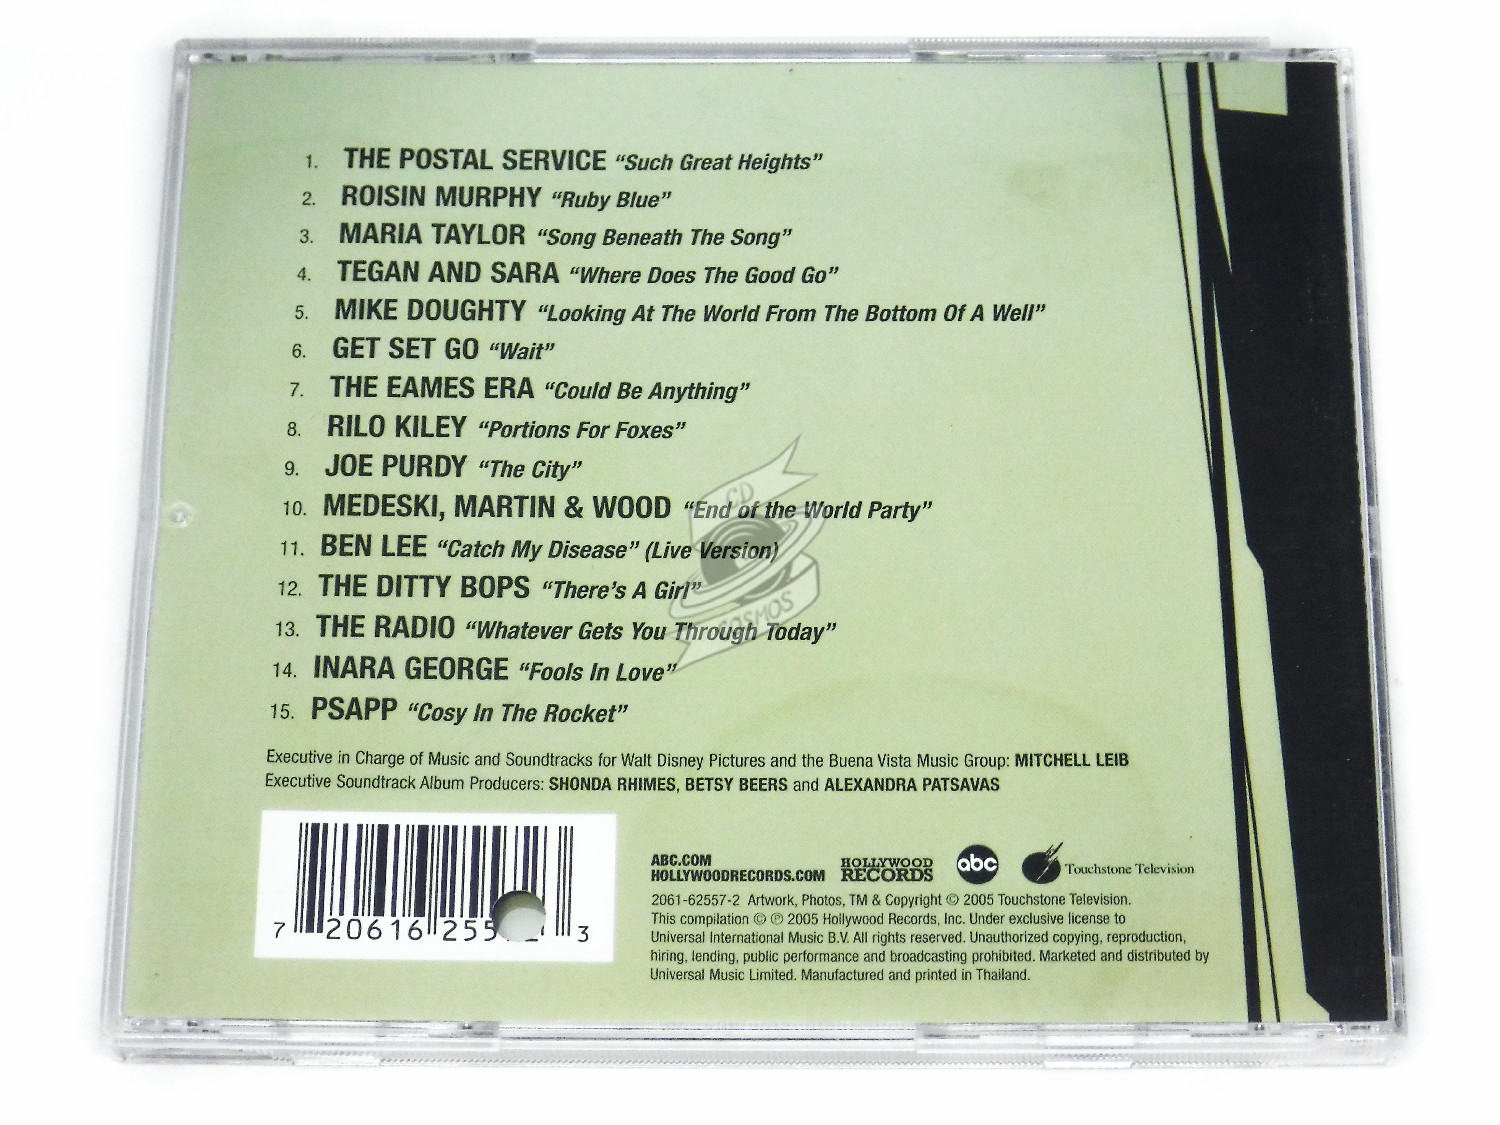 1. THE POSTAL SERVICE “Such Great Heights”
2. ROISIN MURPHY “Ruby Blue”
3. MARIA TAYLOR “Song Beneath The Song”
4. TEGAN AND SARA “Where Does The Good Go”
5. MIKE DOUGHTY “Looking At The World From The Bottom Of A Well”
6. GET SET GO “Wait”
7. THE EAMES ERA “Could Be Anything”
8. RILO KILEY “Portions For Foxes”
9. JOE PURDY “The City”
10. MEDESKI, MARTIN & WOOD “End of the World Party”
11. BEN LEE “Catch My Disease” (Live Version)
12. THE DITTY BOPS “There’s A Girl”
13. THE RADIO “Whatever Gets You Through Today”
14. INARA GEORGE “Fools In Love”
15. PSAPP “Cosy In The Rocket”
CD
COSMOS
Executive in Charge of Music and Soundtracks for Walt Disney Pictures and the Buena Vista Music Group: MITCHELL LEIB
Executive Soundtrack Album Producers: SHONDA RHIMES, BETSY BEERS and ALEXANDRA PATSAVAS
7 20616 255 3
ABC.COM
HOLLYWOODRECORDS.COM
HOLLYWOOD
RECORDS
abc
Touchstone Television
2061-62557-2 Artwork, Photos, TM & Copyright © 2005 Touchstone Television.
This compilation © ℗ 2005 Hollywood Records, Inc. Under exclusive license to
Universal International Music B.V. All rights reserved. Unauthorized copying, reproduction,
hiring, lending, public performance and broadcasting prohibited. Marketed and distributed by
Universal Music Limited. Manufactured and printed in Thailand.